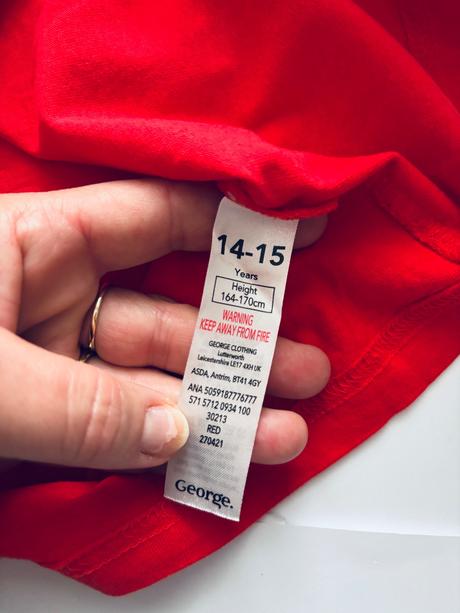 14-15
Years
Height
164-170cm
WARNING
KEEP AWAY FROM FIRE
GEORGE CLOTHING
Lutterworth
Leicestershire LE17 4XH UK
ASDA, Antrim, BT41 4GY
ANA 5059187776777
571 5712 0934 100
30213
RED
270421
George.